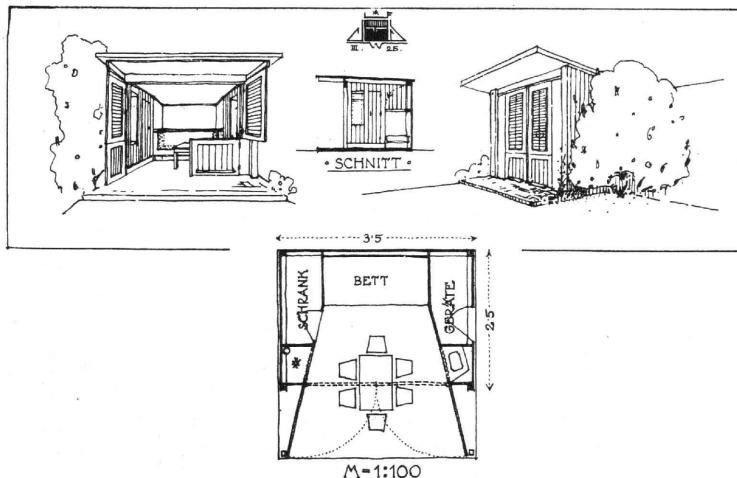 III. 25.
SCHNITT
3.5
SCHRANK
BETT
GERÄTE
2.5
M=1:100